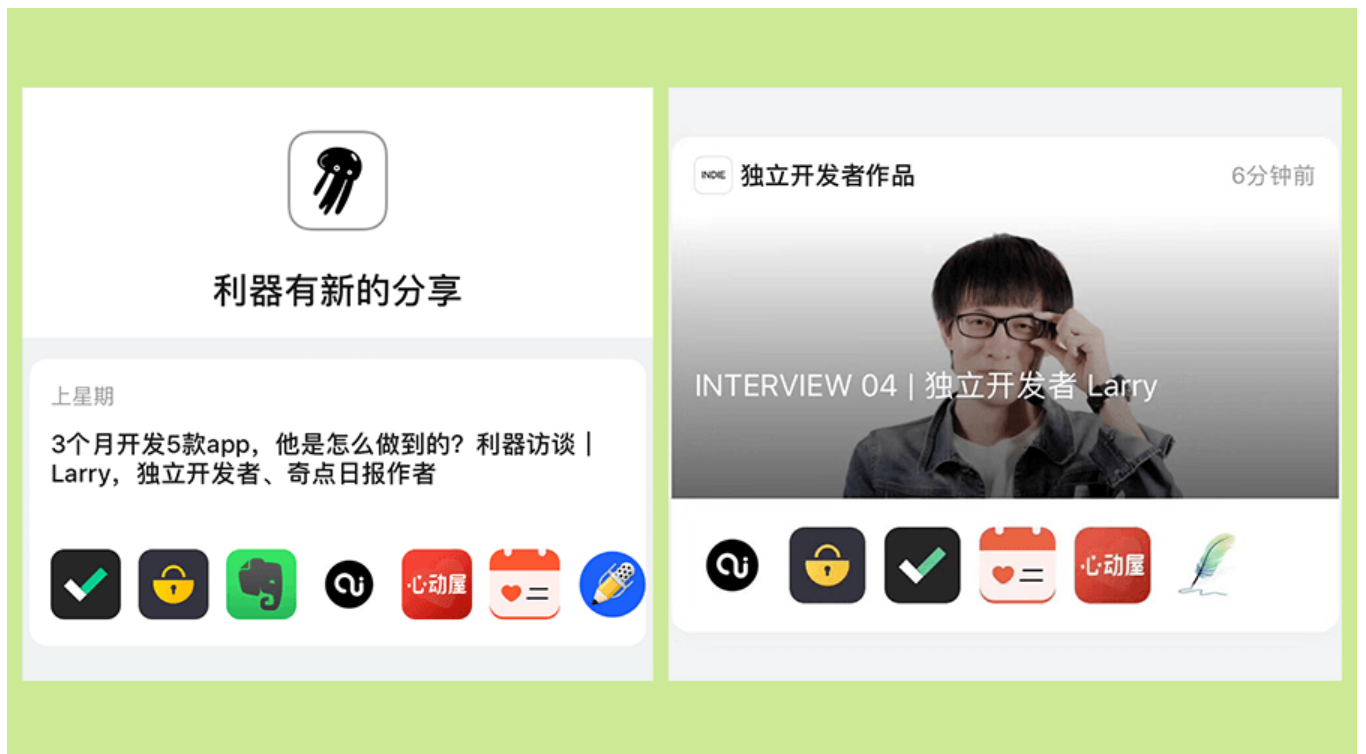 利器有新的分享
上星期
3个月开发5款app，他是怎么做到的？利器访谈｜
Larry，独立开发者、奇点日报作者
心动屋
INDIE 独立开发者作品 6分钟前
INTERVIEW 04 | 独立开发者 Larry
心动屋